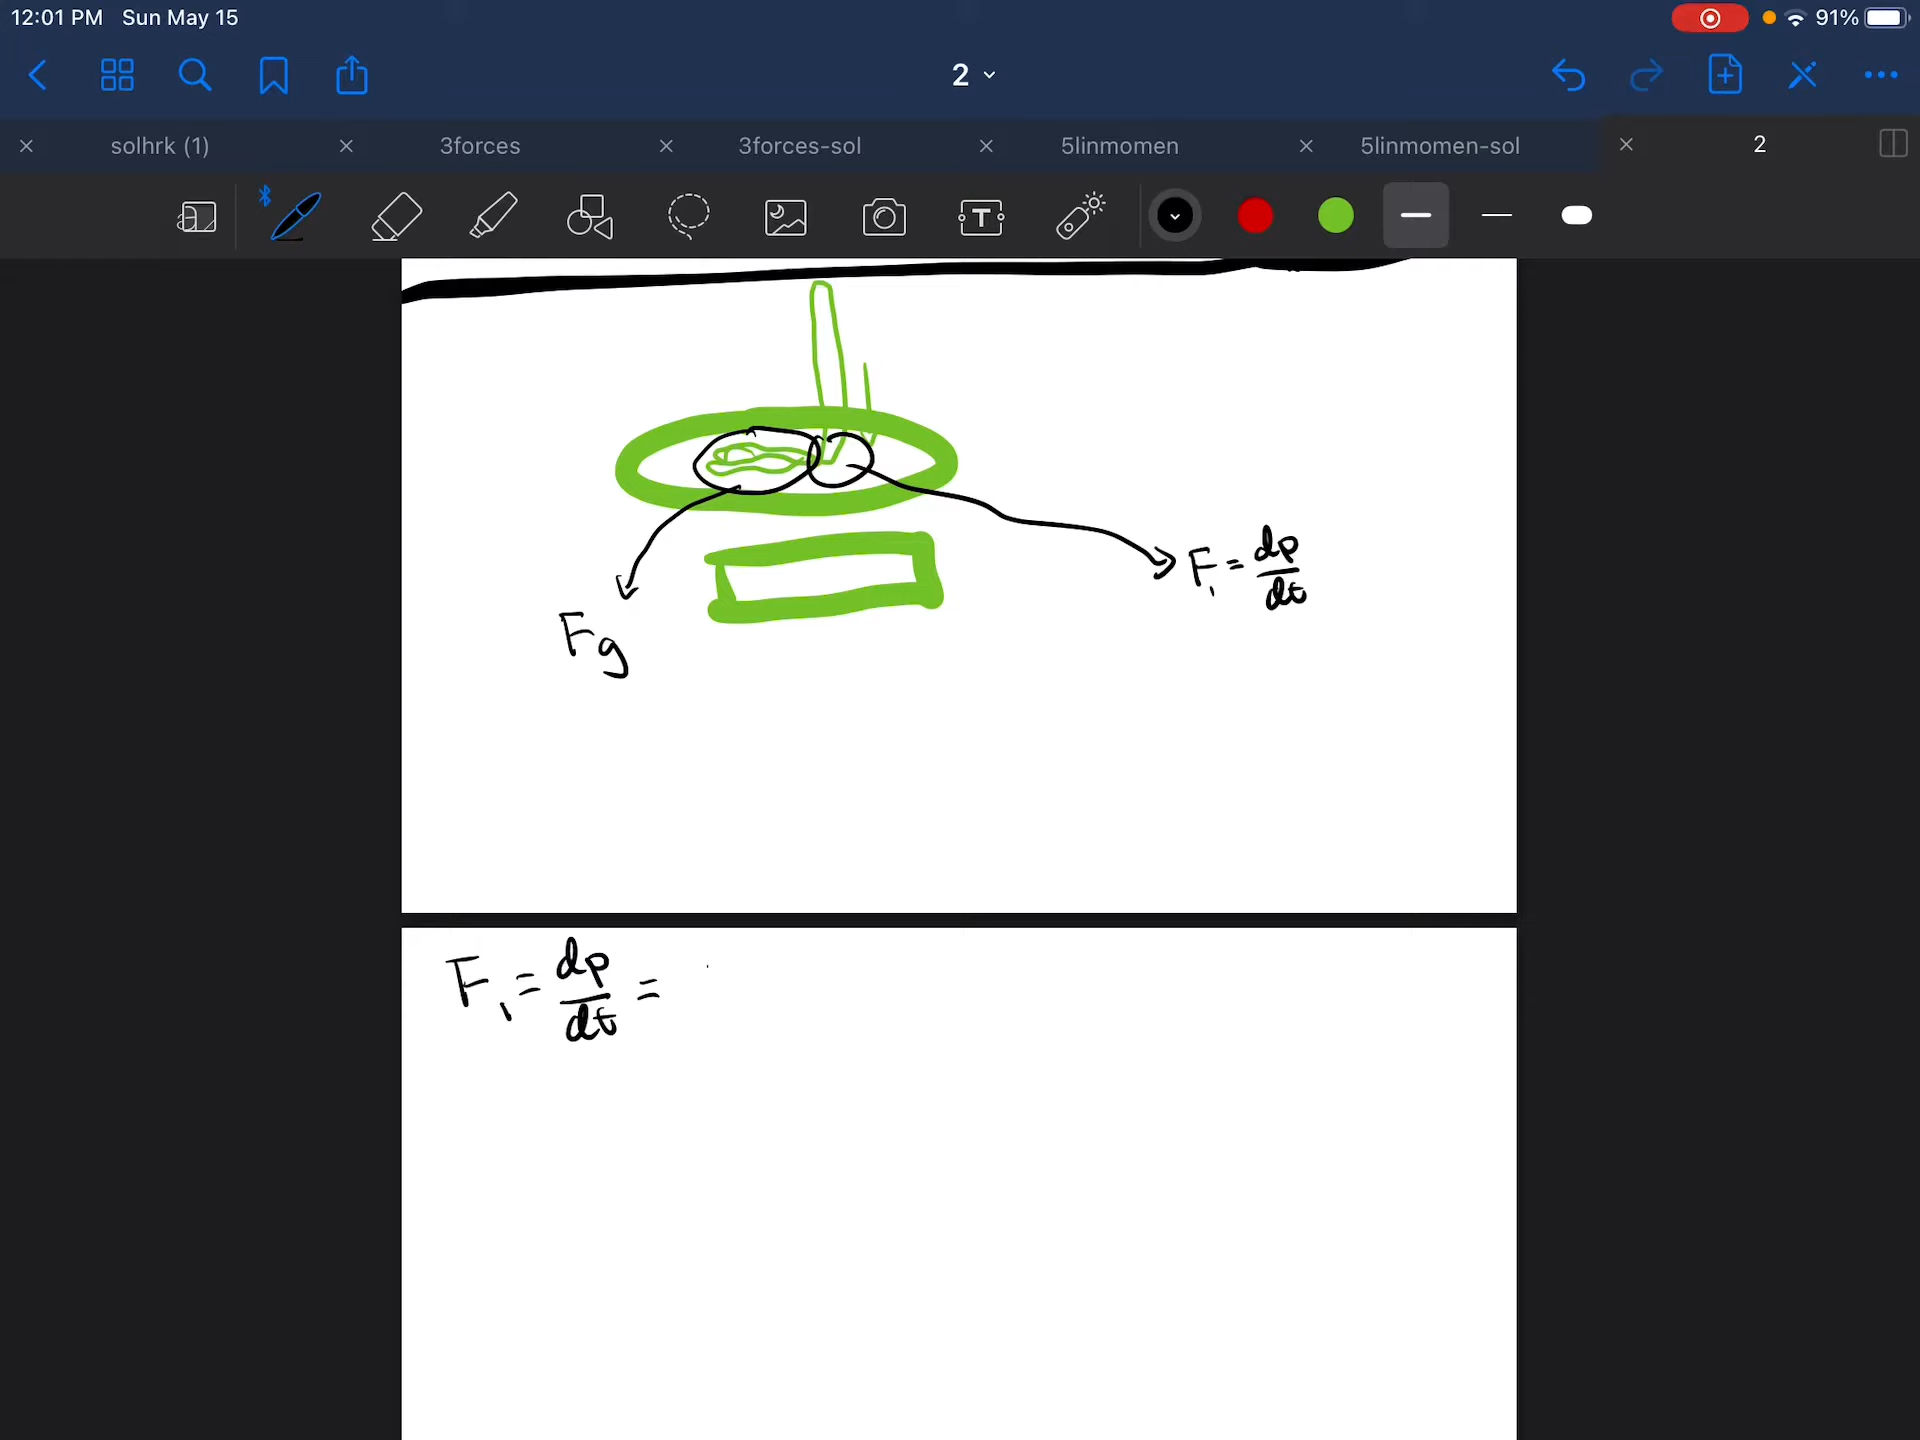 12:01 PM Sun May 15
91%
2
solhrk (1)
3forces
3forces-sol
5linmomen
5linmomen-sol
2
T
F₁ = dp/dt
Fg
F₁ = dp/dt =